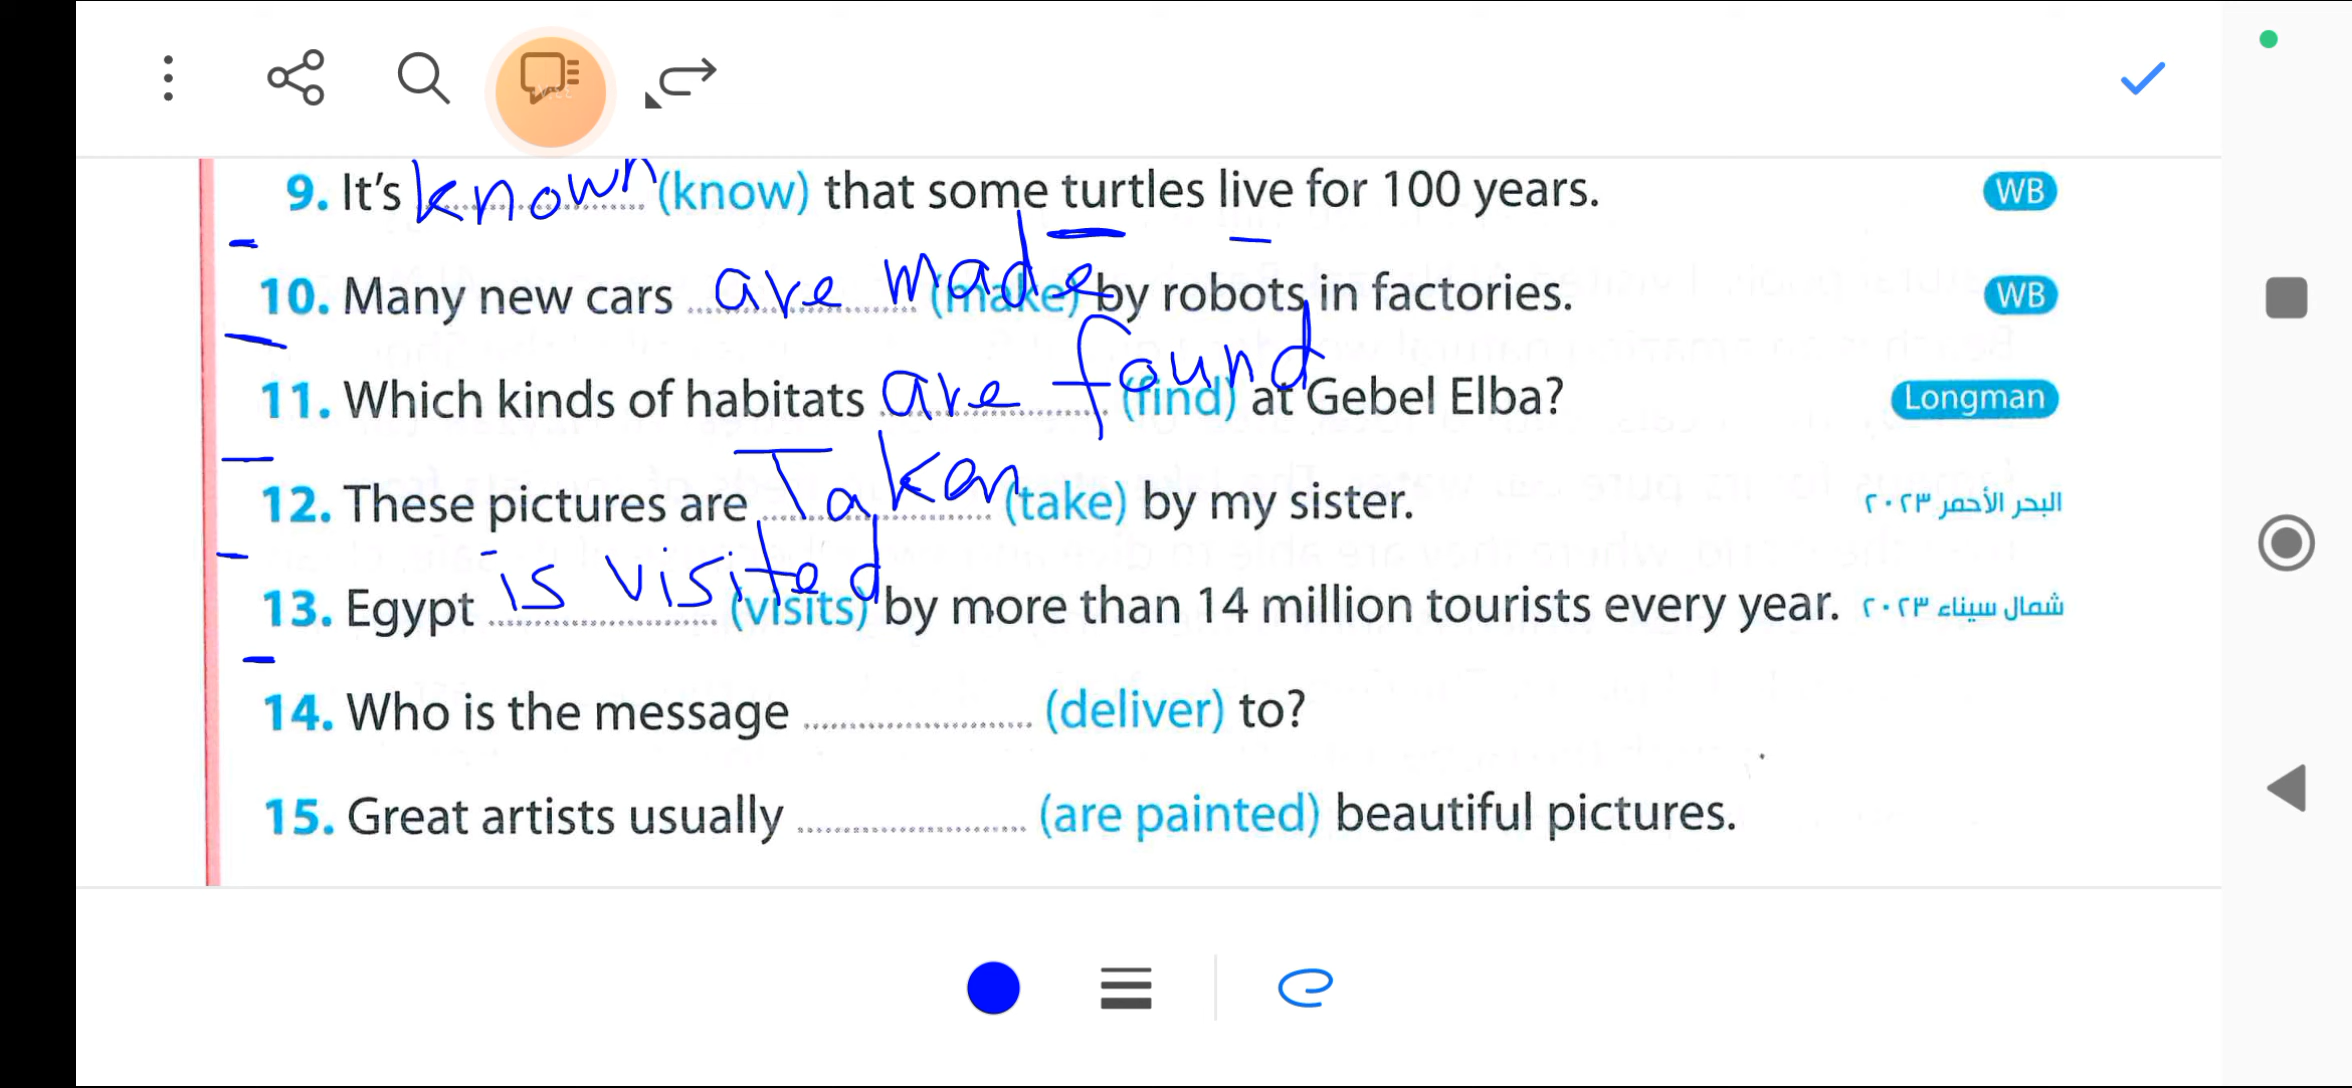 9. It's known (know) that some turtles live for 100 years. WB
10. Many new cars are made (make) by robots in factories. WB
11. Which kinds of habitats are found (find) at Gebel Elba? Longman
12. These pictures are Taken (take) by my sister. البحر الأحمر ٢٠٢٣
13. Egypt is visited (visits) by more than 14 million tourists every year. شمال سيناء ٢٠٢٣
14. Who is the message .................... (deliver) to?
15. Great artists usually .................... (are painted) beautiful pictures.